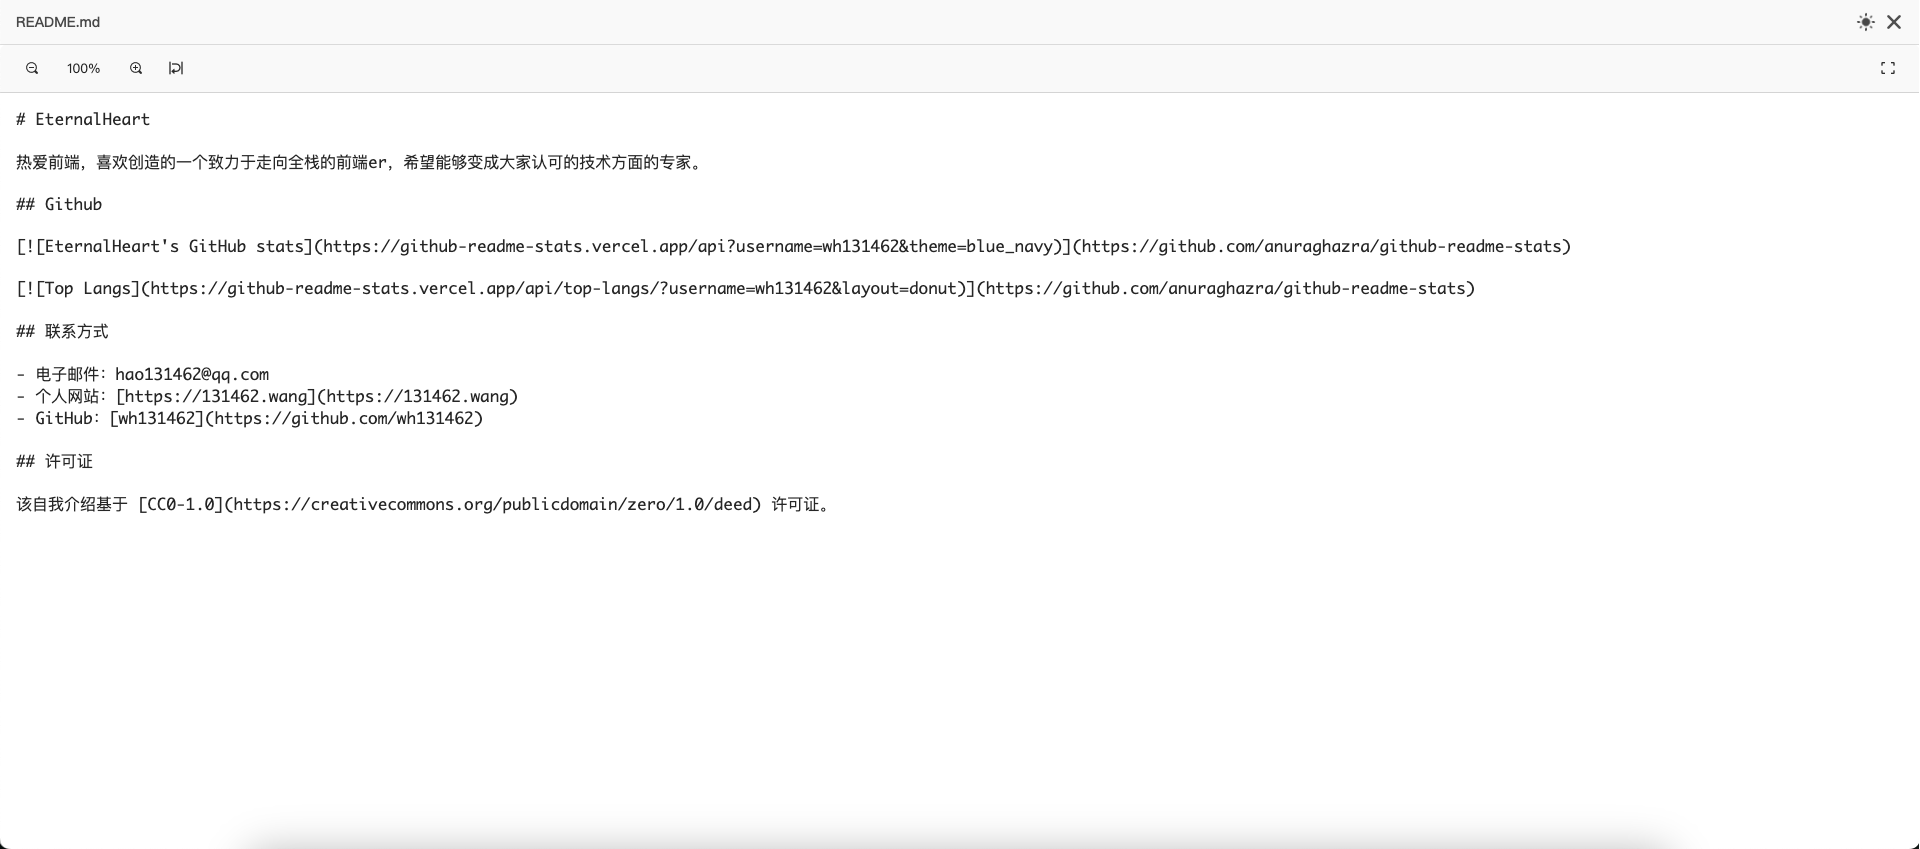 README.md
100%
# EternalHeart
热爱前端，喜欢创造的一个致力于走向全栈的前端er，希望能够变成大家认可的技术方面的专家。
## Github
[![EternalHeart's GitHub stats](https://github-readme-stats.vercel.app/api?username=wh131462&theme=blue_navy)](https://github.com/anuraghazra/github-readme-stats)
[![Top Langs](https://github-readme-stats.vercel.app/api/top-langs/?username=wh131462&layout=donut)](https://github.com/anuraghazra/github-readme-stats)
## 联系方式
- 电子邮件：hao131462@qq.com
- 个人网站：[https://131462.wang](https://131462.wang)
- GitHub：[wh131462](https://github.com/wh131462)
## 许可证
该自我介绍基于 [CC0-1.0](https://creativecommons.org/publicdomain/zero/1.0/deed) 许可证。